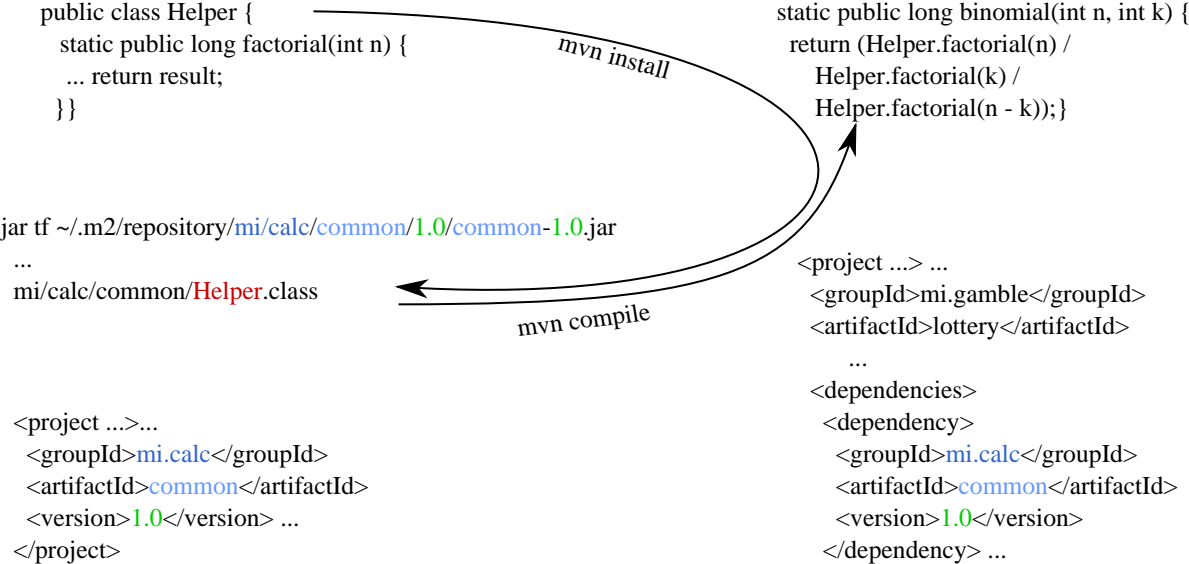 public class Helper {
static public long factorial(int n) {
... return result;
}}
mvn install
static public long binomial(int n, int k) {
return (Helper.factorial(n) /
Helper.factorial(k) /
Helper.factorial(n - k));}
jar tf ~/.m2/repository/mi/calc/common/1.0/common-1.0.jar
...
mi/calc/common/Helper.class
mvn compile
<project ...>...
<groupId>mi.calc</groupId>
<artifactId>common</artifactId>
<version>1.0</version> ...
</project>
<project ...> ...
<groupId>mi.gamble</groupId>
<artifactId>lottery</artifactId>
...
<dependencies>
<dependency>
<groupId>mi.calc</groupId>
<artifactId>common</artifactId>
<version>1.0</version>
</dependency> ...